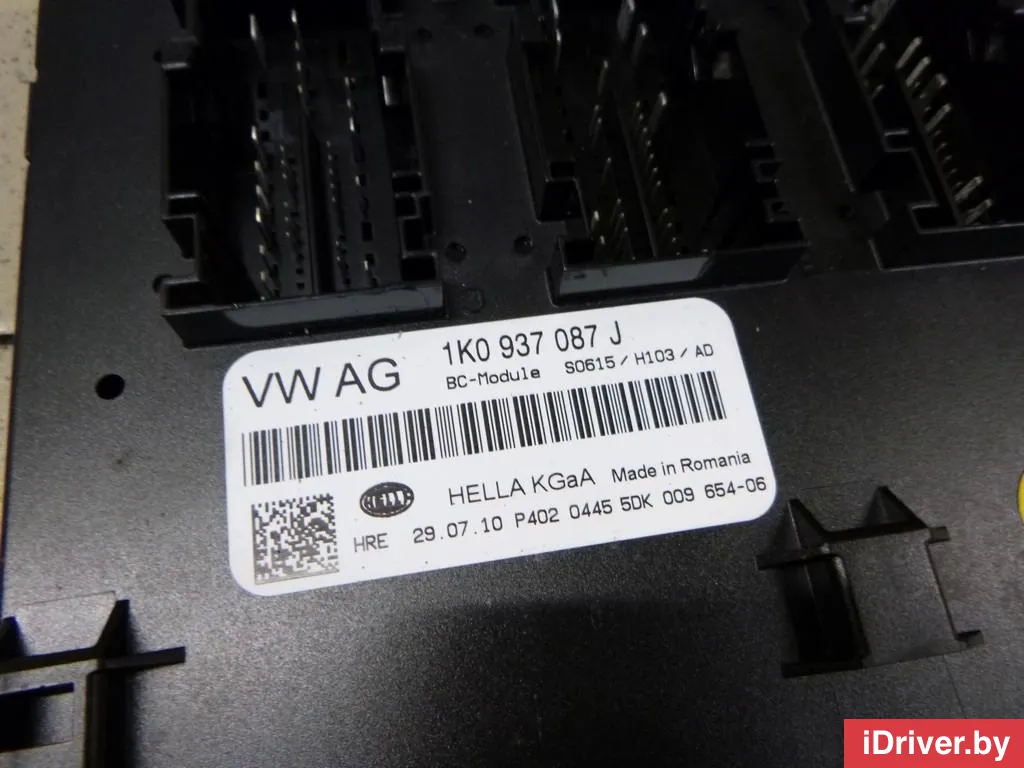 VW AG 1K0 937 087 J
BC-Module S0615/H103/AD
HELLA
HELLA KGaA Made in Romania
HRE 29.07.10 P402 0445 5DK 009 654-06
iDriver.by